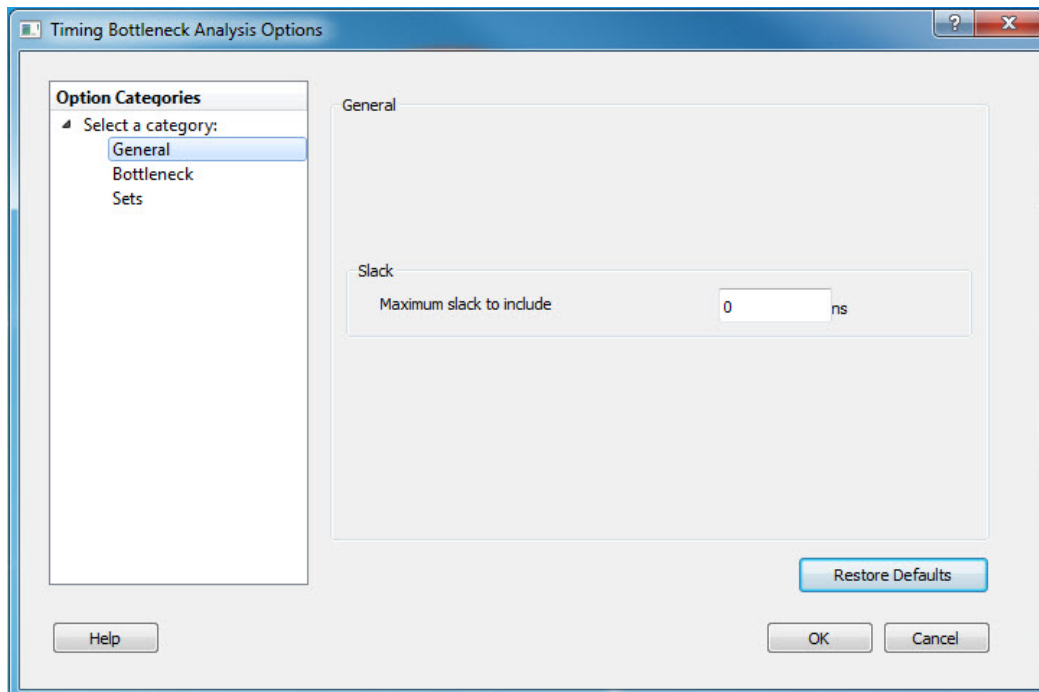 Timing Bottleneck Analysis Options
?
X
Option Categories
Select a category:
General
Bottleneck
Sets
General
Slack
Maximum slack to include 0 ns
Restore Defaults
Help OK Cancel